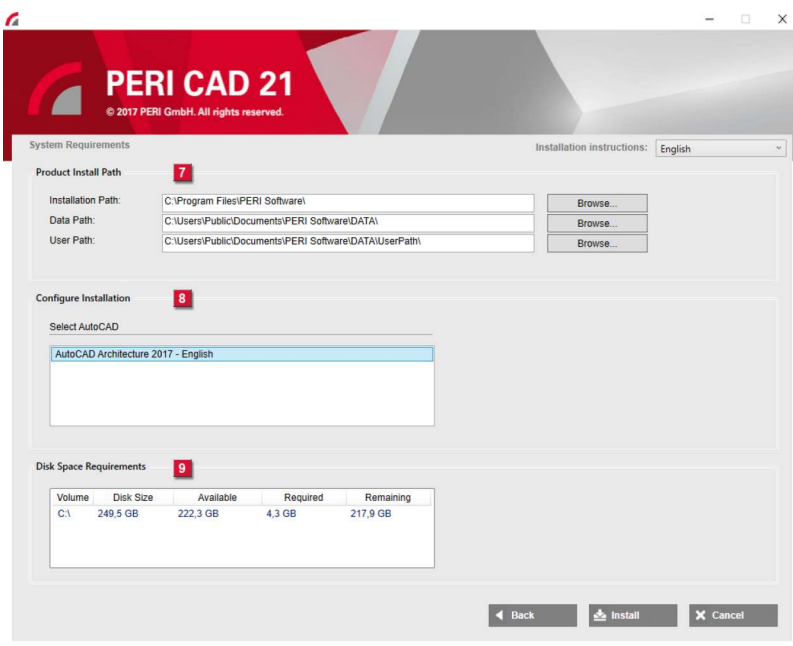 PERI CAD 21
© 2017 PERI GmbH. All rights reserved.
System Requirements
Installation instructions: English
Product Install Path 7
Installation Path: C:\Program Files\PERI Software\ Browse...
Data Path: C:\Users\Public\Documents\PERI Software\DATA\ Browse...
User Path: C:\Users\Public\Documents\PERI Software\DATA\UserPath\ Browse...
Configure Installation 8
Select AutoCAD
AutoCAD Architecture 2017 - English
Disk Space Requirements 9
Volume Disk Size Available Required Remaining
C:\ 249,5 GB 222,3 GB 4,3 GB 217,9 GB
Back Install Cancel